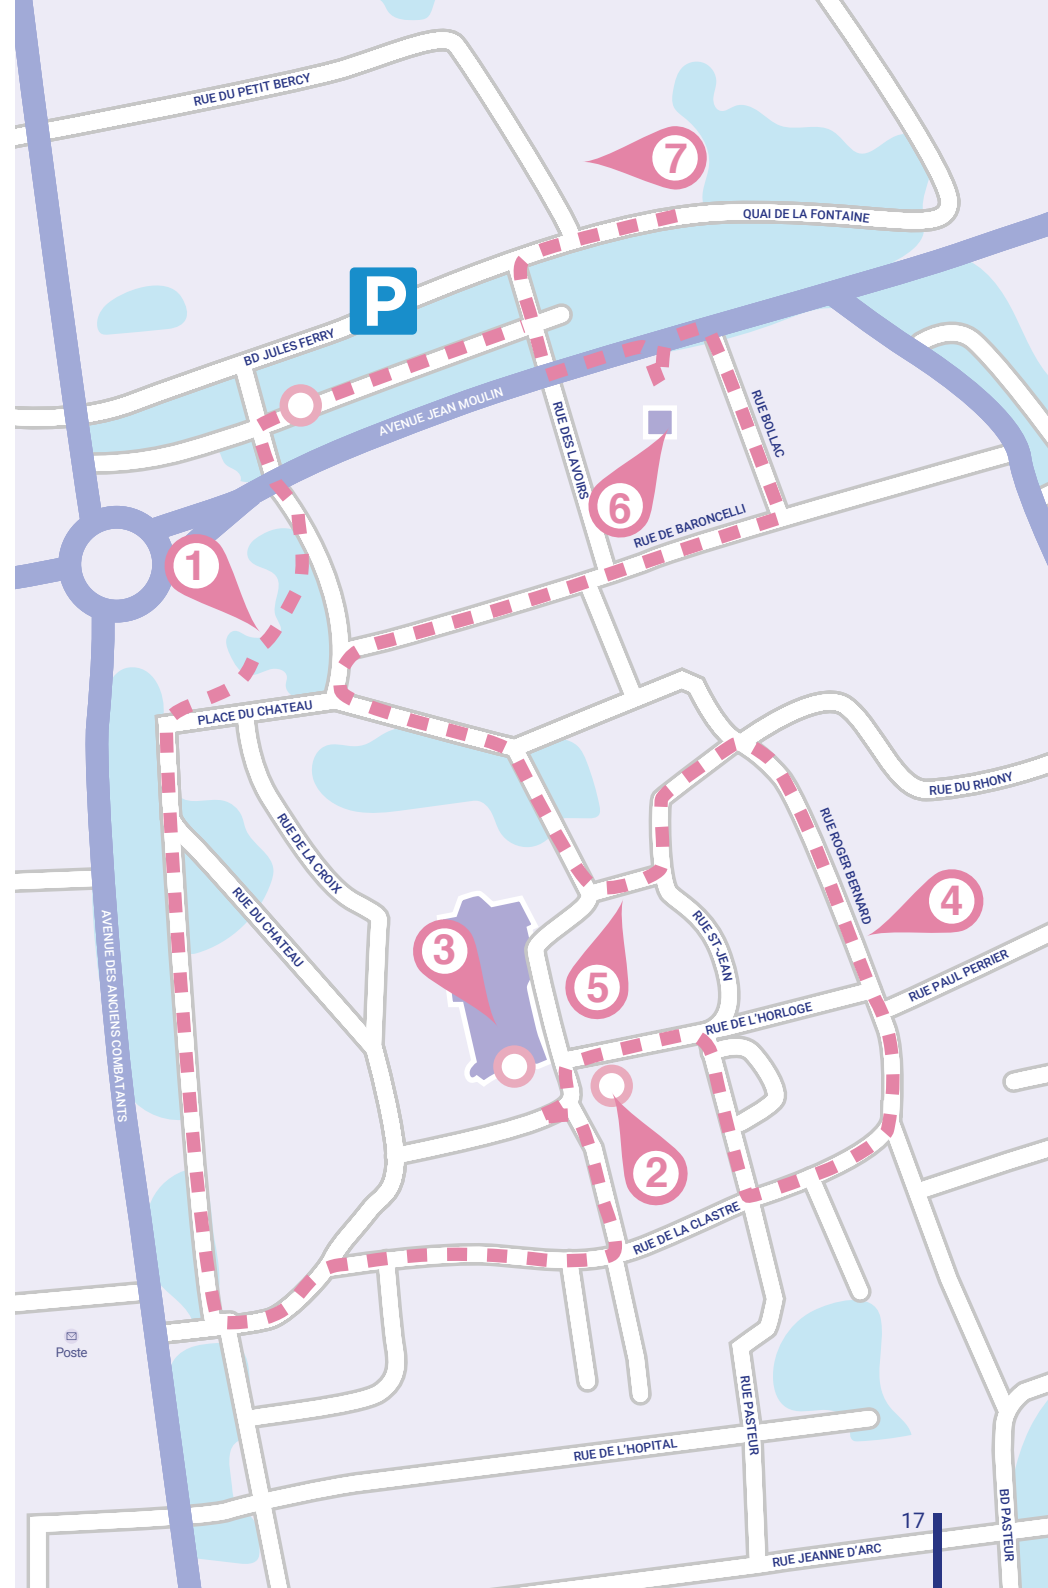 RUE DU PETIT BERCY
7
QUAI DE LA FONTAINE
P
BD JULES FERRY
AVENUE JEAN MOULIN
RUE DES LAVOIRS
RUE BOLLAC
6
RUE DE BARONCELLI
1
PLACE DU CHATEAU
RUE DU RHONY
RUE DE LA CROIX
RUE ROGER BERNARD
RUE DU CHATEAU
4
AVENUE DES ANCIENS COMBATANTS
3
5
RUE ST-JEAN
RUE PAUL PERRIER
RUE DE L'HORLOGE
2
RUE DE LA CLASTRE
Poste
RUE PASTEUR
RUE DE L'HOPITAL
BD PASTEUR
17
RUE JEANNE D'ARC